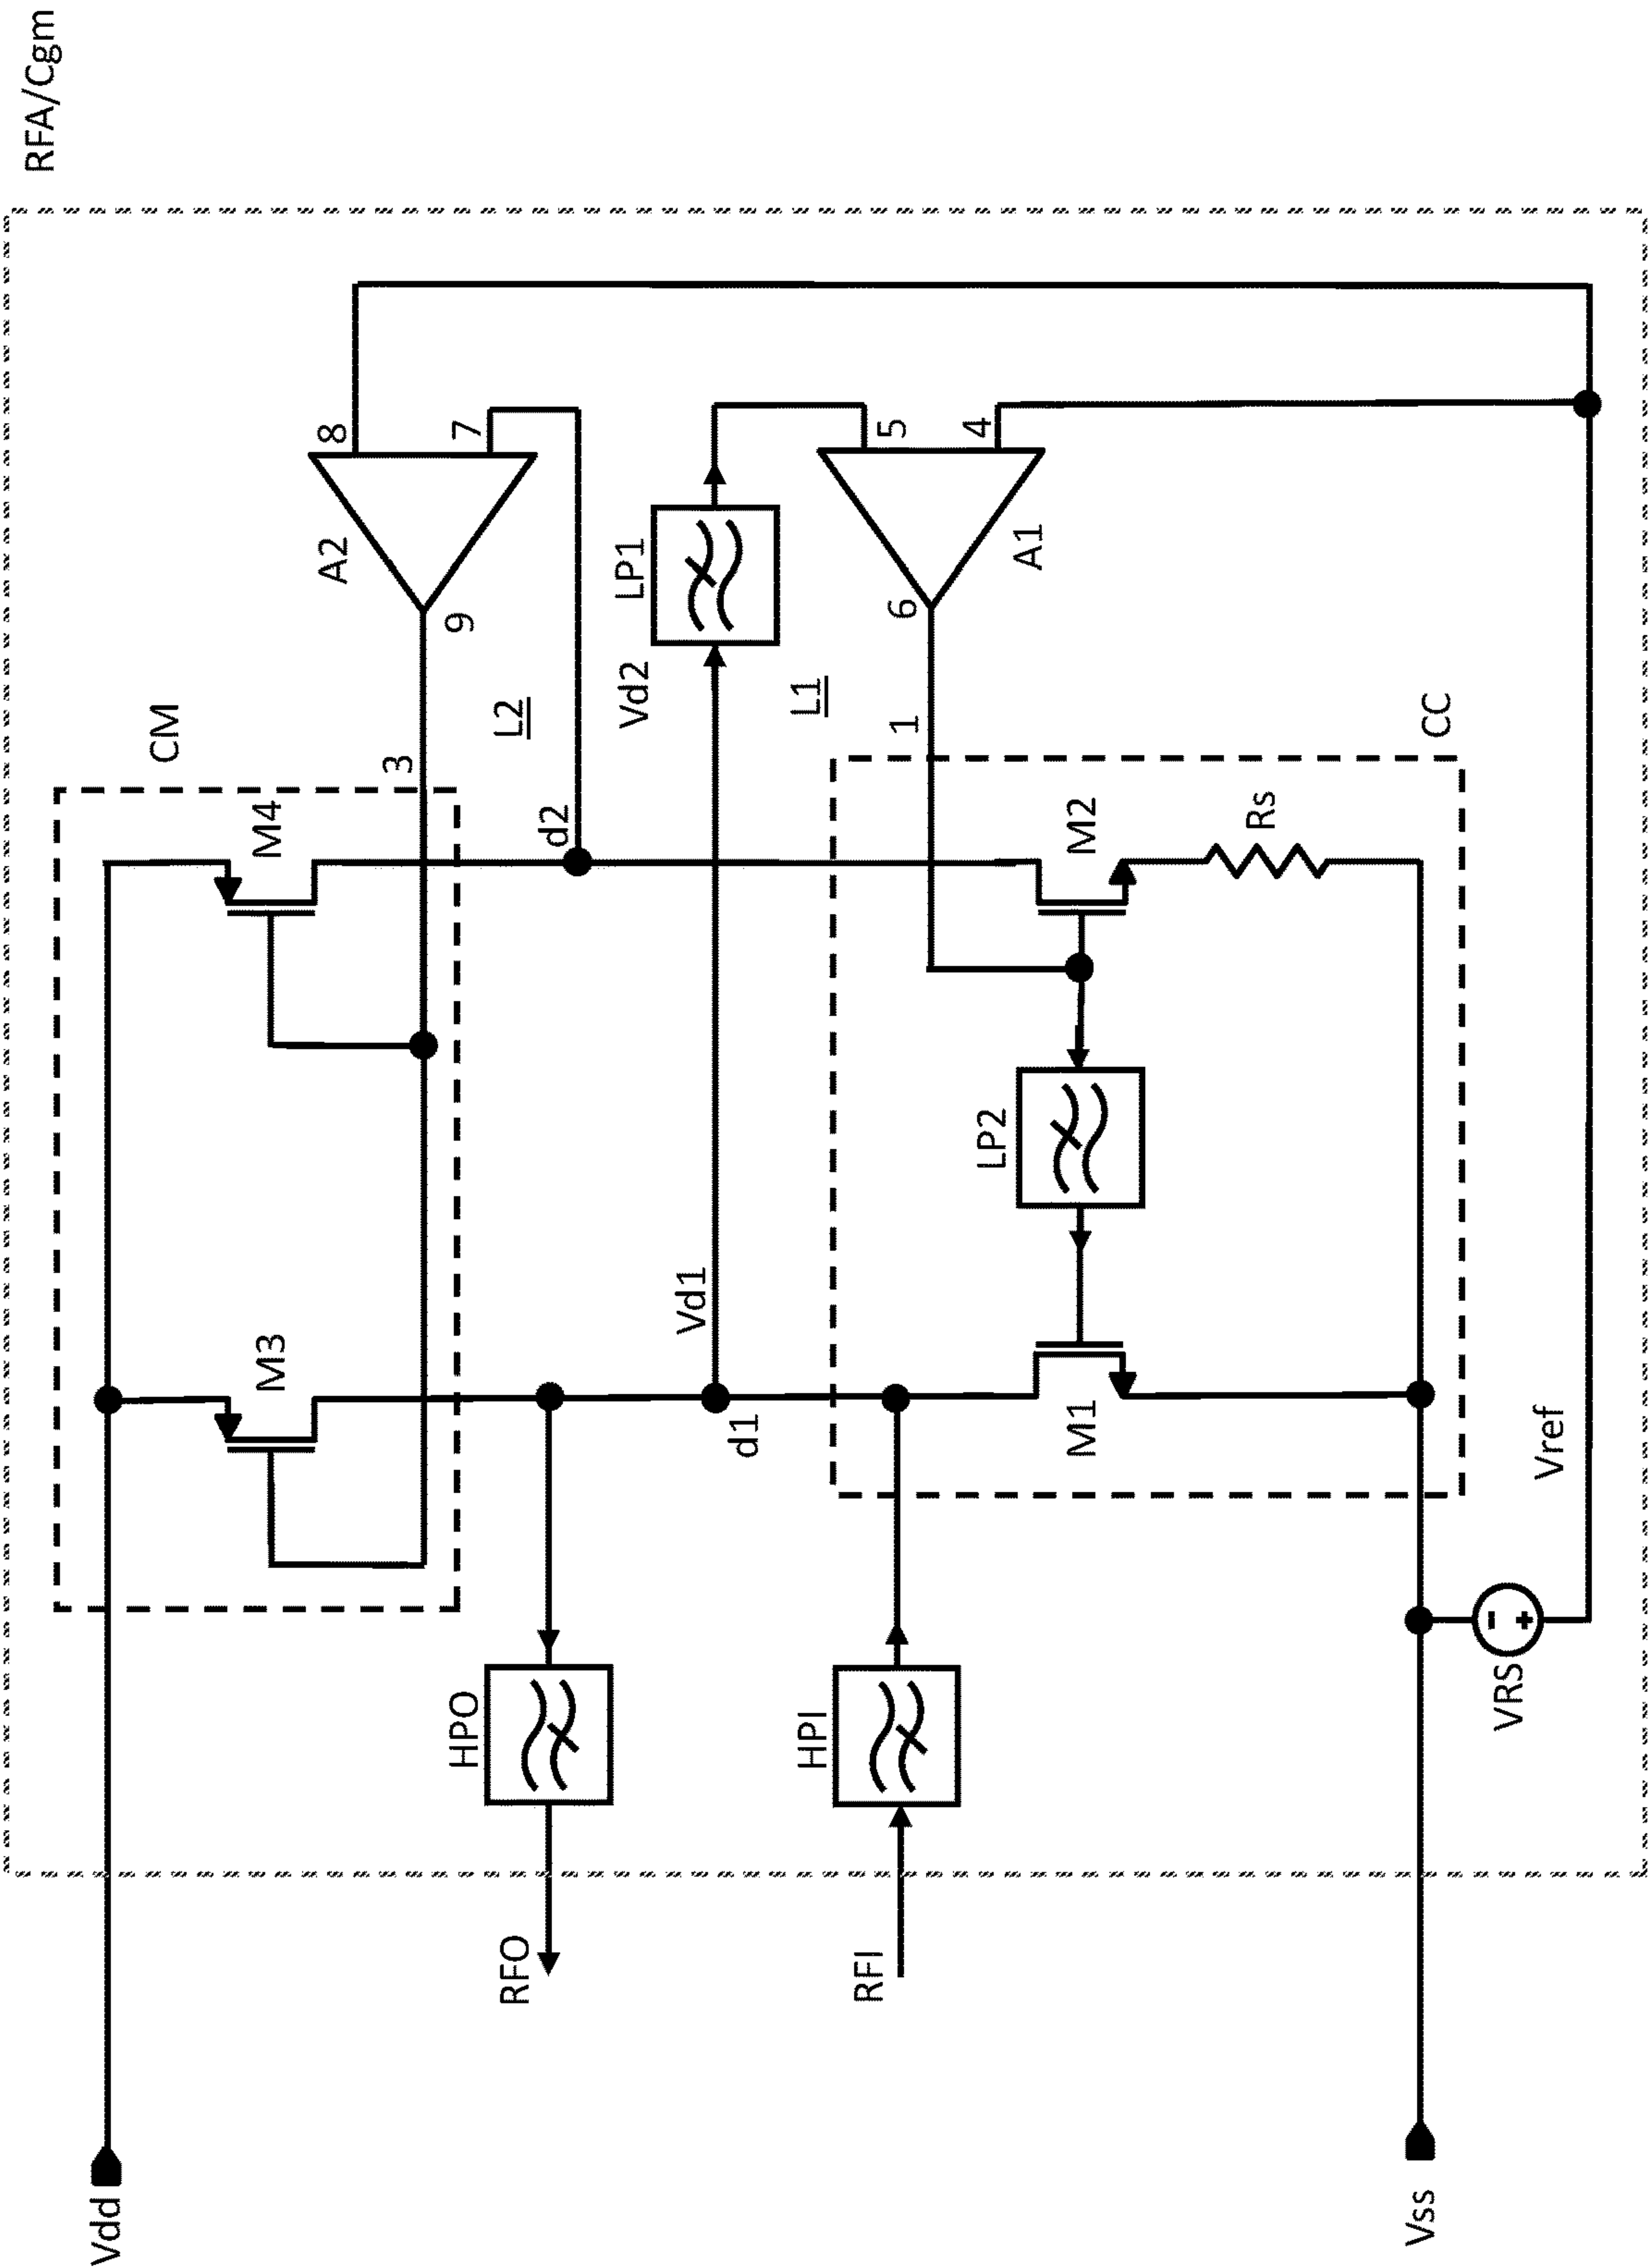 RFA/Cgm
8
7
A2
9
5
4
LP1
A1
6
Vd2
L2
L1
CM
3
1
CC
M4
d2
M2
Rs
LP2
M3
Vd1
d1
M1
Vref
HPO
HPI
-
+
VRS
RFO
RFI
Vdd
Vss